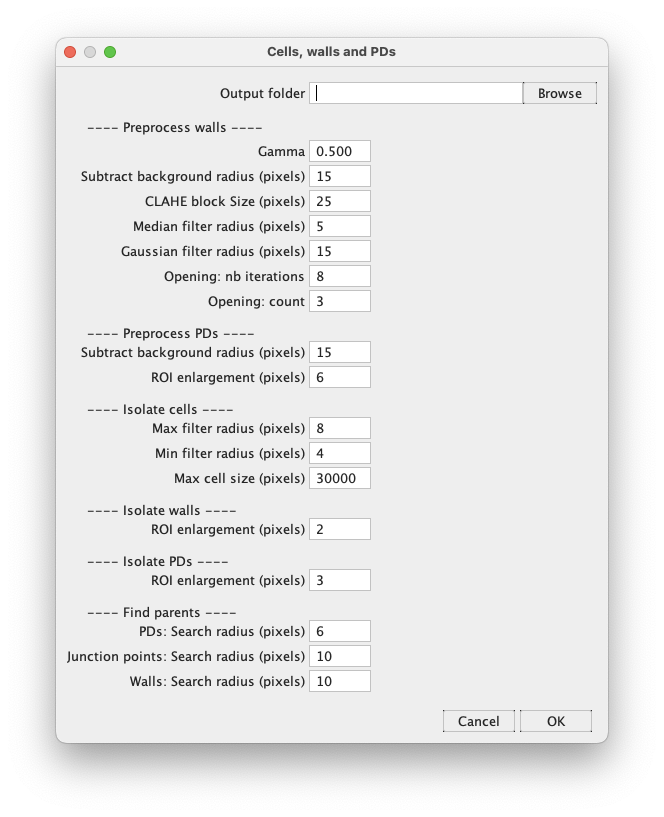 Cells, walls and PDs
Output folder Browse
---- Preprocess walls ----
Gamma 0.500
Subtract background radius (pixels) 15
CLAHE block Size (pixels) 25
Median filter radius (pixels) 5
Gaussian filter radius (pixels) 15
Opening: nb iterations 8
Opening: count 3
---- Preprocess PDs ----
Subtract background radius (pixels) 15
ROI enlargement (pixels) 6
---- Isolate cells ----
Max filter radius (pixels) 8
Min filter radius (pixels) 4
Max cell size (pixels) 30000
---- Isolate walls ----
ROI enlargement (pixels) 2
---- Isolate PDs ----
ROI enlargement (pixels) 3
---- Find parents ----
PDs: Search radius (pixels) 6
Junction points: Search radius (pixels) 10
Walls: Search radius (pixels) 10
Cancel OK